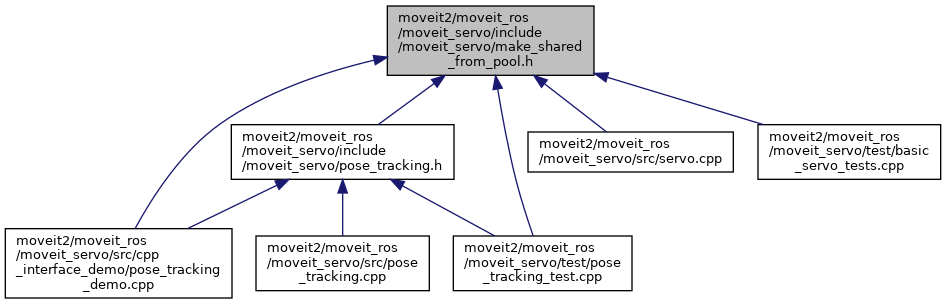 moveit2/moveit_ros
/moveit_servo/include
/moveit_servo/make_shared
_from_pool.h
moveit2/moveit_ros
/moveit_servo/include
/moveit_servo/pose_tracking.h
moveit2/moveit_ros
/moveit_servo/src/servo.cpp
moveit2/moveit_ros
/moveit_servo/test/basic
_servo_tests.cpp
moveit2/moveit_ros
/moveit_servo/src/cpp
_interface_demo/pose_tracking
_demo.cpp
moveit2/moveit_ros
/moveit_servo/src/pose
_tracking.cpp
moveit2/moveit_ros
/moveit_servo/test/pose
_tracking_test.cpp